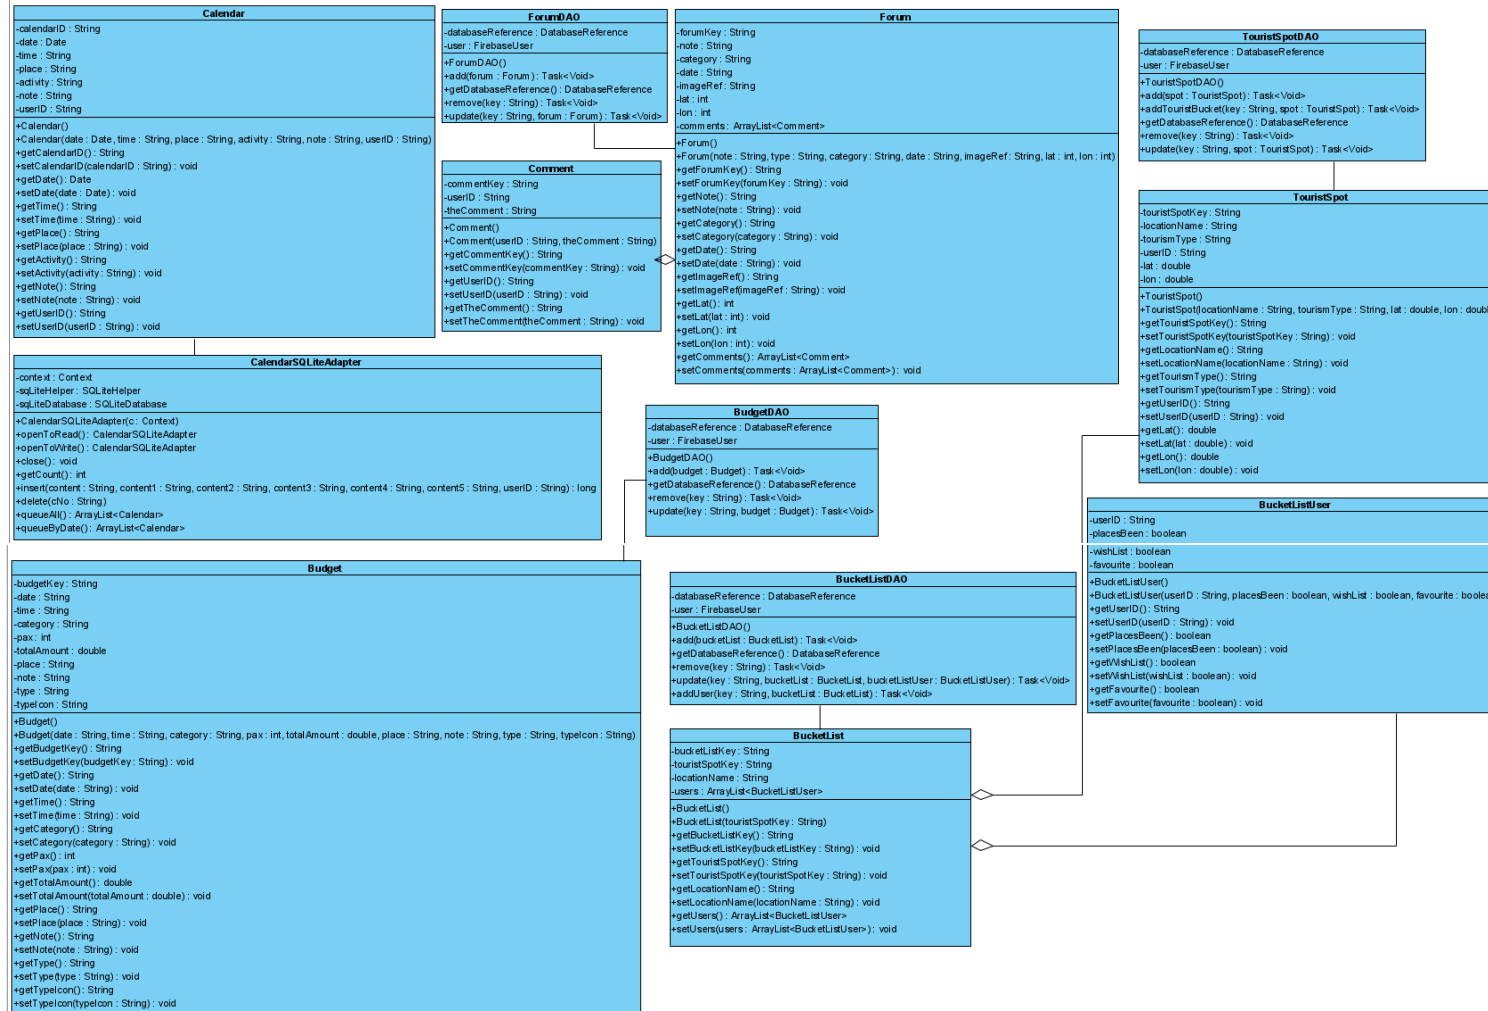 Calendar
-calendarID : String
-date : Date
-time : String
-place : String
-activity : String
-note : String
-userID : String
+Calendar()
+Calendar(date : Date, time : String, place : String, activity : String, note : String, userID : String)
+getCalendarID() : String
+setCalendarID(calendarID : String) : void
+getDate() : Date
+setDate(date : Date) : void
+getTime() : String
+setTime(time : String) : void
+getPlace() : String
+setPlace(place : String) : void
+getActivity() : String
+setActivity(activity : String) : void
+getNote() : String
+setNote(note : String) : void
+getUserID() : String
+setUserID(userID : String) : void
ForumDAO
-databaseReference : DatabaseReference
-user : FirebaseUser
+ForumDAO()
+add(forum : Forum) : Task<Void>
+getDatabaseReference() : DatabaseReference
+remove(key : String) : Task<Void>
+update(key : String, forum : Forum) : Task<Void>
Comment
-commentKey : String
-userID : String
-theComment : String
+Comment()
+Comment(userID : String, theComment : String)
+getCommentKey() : String
+setCommentKey(commentKey : String) : void
+getUserID() : String
+setUserID(userID : String) : void
+getTheComment() : String
+setTheComment(theComment : String) : void
Forum
-forumKey : String
-note : String
-category : String
-date : String
-imageRef : String
-lat : int
-lon : int
-comments : ArrayList<Comment>
+Forum()
+Forum(note : String, type : String, category : String, date : String, imageRef : String, lat : int, lon : int)
+getForumKey() : String
+setForumKey(forumKey : String) : void
+getNote() : String
+setNote(note : String) : void
+getCategory() : String
+setCategory(category : String) : void
+getDate() : String
+setDate(date : String) : void
+getImageRef() : String
+setImageRef(imageRef : String) : void
+getLat() : int
+setLat(lat : int) : void
+getLon() : int
+setLon(lon : int) : void
+getComments() : ArrayList<Comment>
+setComments(comments : ArrayList<Comment>) : void
TouristSpotDAO
-databaseReference : DatabaseReference
-user : FirebaseUser
+TouristSpotDAO()
+add(spot : TouristSpot) : Task<Void>
+addTouristBucket(key : String, spot : TouristSpot) : Task<Void>
+getDatabaseReference() : DatabaseReference
+remove(key : String) : Task<Void>
+update(key : String, spot : TouristSpot) : Task<Void>
TouristSpot
-touristSpotKey : String
-locationName : String
-tourismType : String
-userID : String
-lat : double
-lon : double
+TouristSpot()
+TouristSpot(locationName : String, tourismType : String, lat : double, lon : doubl
+getTouristSpotKey() : String
+setTouristSpotKey(touristSpotKey : String) : void
+getLocationName() : String
+setLocationName(locationName : String) : void
+getTourismType() : String
+setTourismType(tourismType : String) : void
+getUserID() : String
+setUserID(userID : String) : void
+getLat() : double
+setLat(lat : double) : void
+getLon() : double
+setLon(lon : double) : void
CalendarSQLiteAdapter
-context : Context
-sqLiteHelper : SQLiteHelper
-sqLiteDatabase : SQLiteDatabase
+CalendarSQLiteAdapter(c : Context)
+openToRead() : CalendarSQLiteAdapter
+openToWrite() : CalendarSQLiteAdapter
+close() : void
+getCount() : int
+insert(content : String, content1 : String, content2 : String, content3 : String, content4 : String, content5 : String, userID : String) : long
+delete(cNo : String)
+queueAll() : ArrayList<Calendar>
+queueByDate() : ArrayList<Calendar>
BudgetDAO
-databaseReference : DatabaseReference
-user : FirebaseUser
+BudgetDAO()
+add(budget : Budget) : Task<Void>
+getDatabaseReference() : DatabaseReference
+remove(key : String) : Task<Void>
+update(key : String, budget : Budget) : Task<Void>
BucketListUser
-userID : String
-placesBeen : boolean
-wishList : boolean
-favourite : boolean
+BucketListUser()
+BucketListUser(userID : String, placesBeen : boolean, wishList : boolean, favourite : boolea
+getUserID() : String
+setUserID(userID : String) : void
+getPlacesBeen() : boolean
+setPlacesBeen(placesBeen : boolean) : void
+getWishList() : boolean
+setWishList(wishList : boolean) : void
+getFavourite() : boolean
+setFavourite(favourite : boolean) : void
Budget
-budgetKey : String
-date : String
-time : String
-category : String
-pax : int
-totalAmount : double
-place : String
-note : String
-type : String
-typeIcon : String
+Budget()
+Budget(date : String, time : String, category : String, pax : int, totalAmount : double, place : String, note : String, type : String, typeIcon : String)
+getBudgetKey() : String
+setBudgetKey(budgetKey : String) : void
+getDate() : String
+setDate(date : String) : void
+getTime() : String
+setTime(time : String) : void
+getCategory() : String
+setCategory(category : String) : void
+getPax() : int
+setPax(pax : int) : void
+getTotalAmount() : double
+setTotalAmount(totalAmount : double) : void
+getPlace() : String
+setPlace(place : String) : void
+getNote() : String
+setNote(note : String) : void
+getType() : String
+setType(type : String) : void
+getTypeIcon() : String
+setTypeIcon(typeIcon : String) : void
BucketListDAO
-databaseReference : DatabaseReference
-user : FirebaseUser
+BucketListDAO()
+add(bucketList : BucketList) : Task<Void>
+getDatabaseReference() : DatabaseReference
+remove(key : String) : Task<Void>
+update(key : String, bucketList : BucketList, bucketListUser : BucketListUser) : Task<Void>
+addUser(key : String, bucketList : BucketList) : Task<Void>
BucketList
-bucketListKey : String
-touristSpotKey : String
-locationName : String
-users : ArrayList<BucketListUser>
+BucketList()
+BucketList(touristSpotKey : String)
+getBucketListKey() : String
+setBucketListKey(bucketListKey : String) : void
+getTouristSpotKey() : String
+setTouristSpotKey(touristSpotKey : String) : void
+getLocationName() : String
+setLocationName(locationName : String) : void
+getUsers() : ArrayList<BucketListUser>
+setUsers(users : ArrayList<BucketListUser>) : void